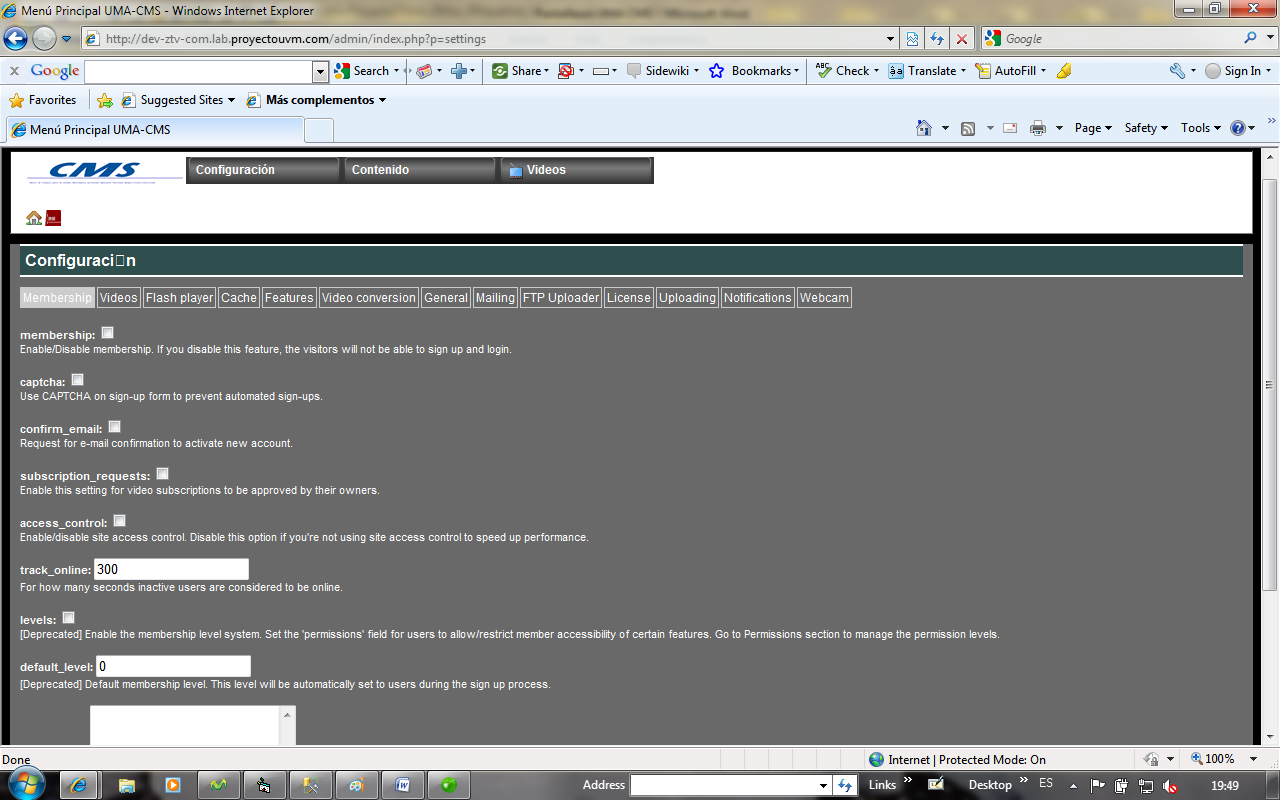 Menú Principal UMA-CMS - Windows Internet Explorer
http://dev-ztv-com.lab.proyectouvm.com/admin/index.php?p=settings
Google
Google Search Share Sidewiki Bookmarks Check Translate AutoFill Sign In
Favorites Suggested Sites Más complementos
Menú Principal UMA-CMS
Page Safety Tools
CMS
Configuración Contenido Videos
Configuraci▯n
Membership Videos Flash player Cache Features Video conversion General Mailing FTP Uploader License Uploading Notifications Webcam
membership:
Enable/Disable membership. If you disable this feature, the visitors will not be able to sign up and login.
captcha:
Use CAPTCHA on sign-up form to prevent automated sign-ups.
confirm_email:
Request for e-mail confirmation to activate new account.
subscription_requests:
Enable this setting for video subscriptions to be approved by their owners.
access_control:
Enable/disable site access control. Disable this option if you're not using site access control to speed up performance.
track_online: 300
For how many seconds inactive users are considered to be online.
levels:
[Deprecated] Enable the membership level system. Set the 'permissions' field for users to allow/restrict member accessibility of certain features. Go to Permissions section to manage the permission levels.
default_level: 0
[Deprecated] Default membership level. This level will be automatically set to users during the sign up process.
Done
Internet | Protected Mode: On
100%
Address
Links
Desktop
ES
19:49